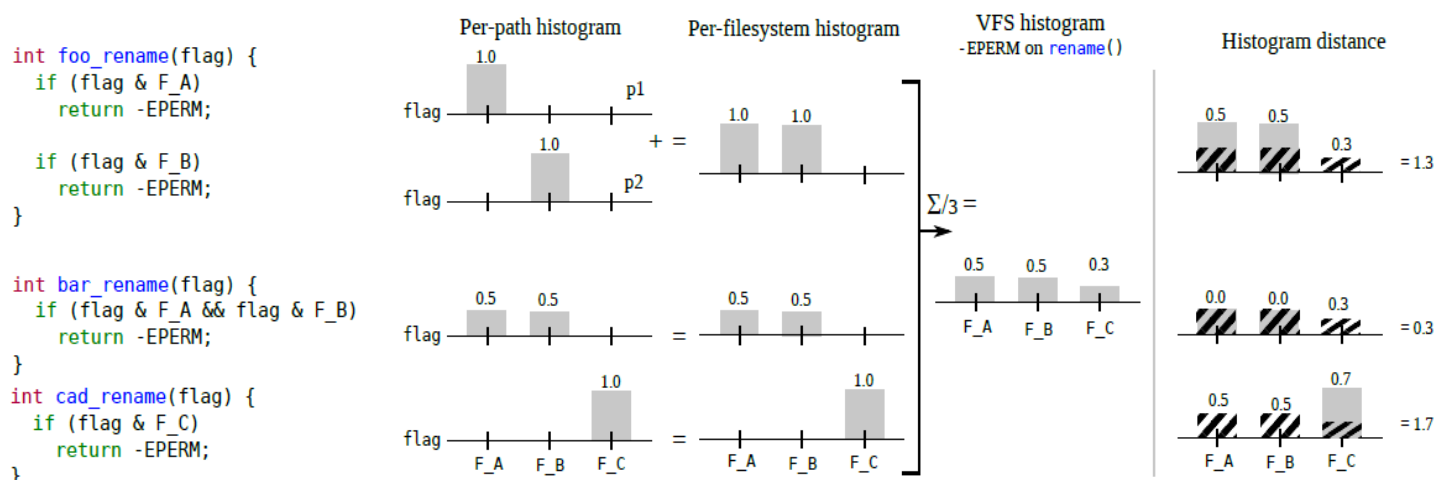 Per-path histogram
Per-filesystem histogram
VFS histogram
-EPERM on rename()
Histogram distance
int foo_rename(flag) {
if (flag & F_A)
return -EPERM;
if (flag & F_B)
return -EPERM;
}
1.0
flag
p1
1.0
flag
p2
+ =
1.0 1.0
Σ/3 =
0.5 0.5 0.3
F_A F_B F_C
0.5 0.5 0.3
= 1.3
int bar_rename(flag) {
if (flag & F_A && flag & F_B)
return -EPERM;
}
0.5 0.5
flag
=
0.5 0.5
0.0 0.0 0.3
= 0.3
int cad_rename(flag) {
if (flag & F_C)
return -EPERM;
}
1.0
flag
F_A F_B F_C
=
1.0
F_A F_B F_C
0.5 0.5 0.7
= 1.7
F_A F_B F_C